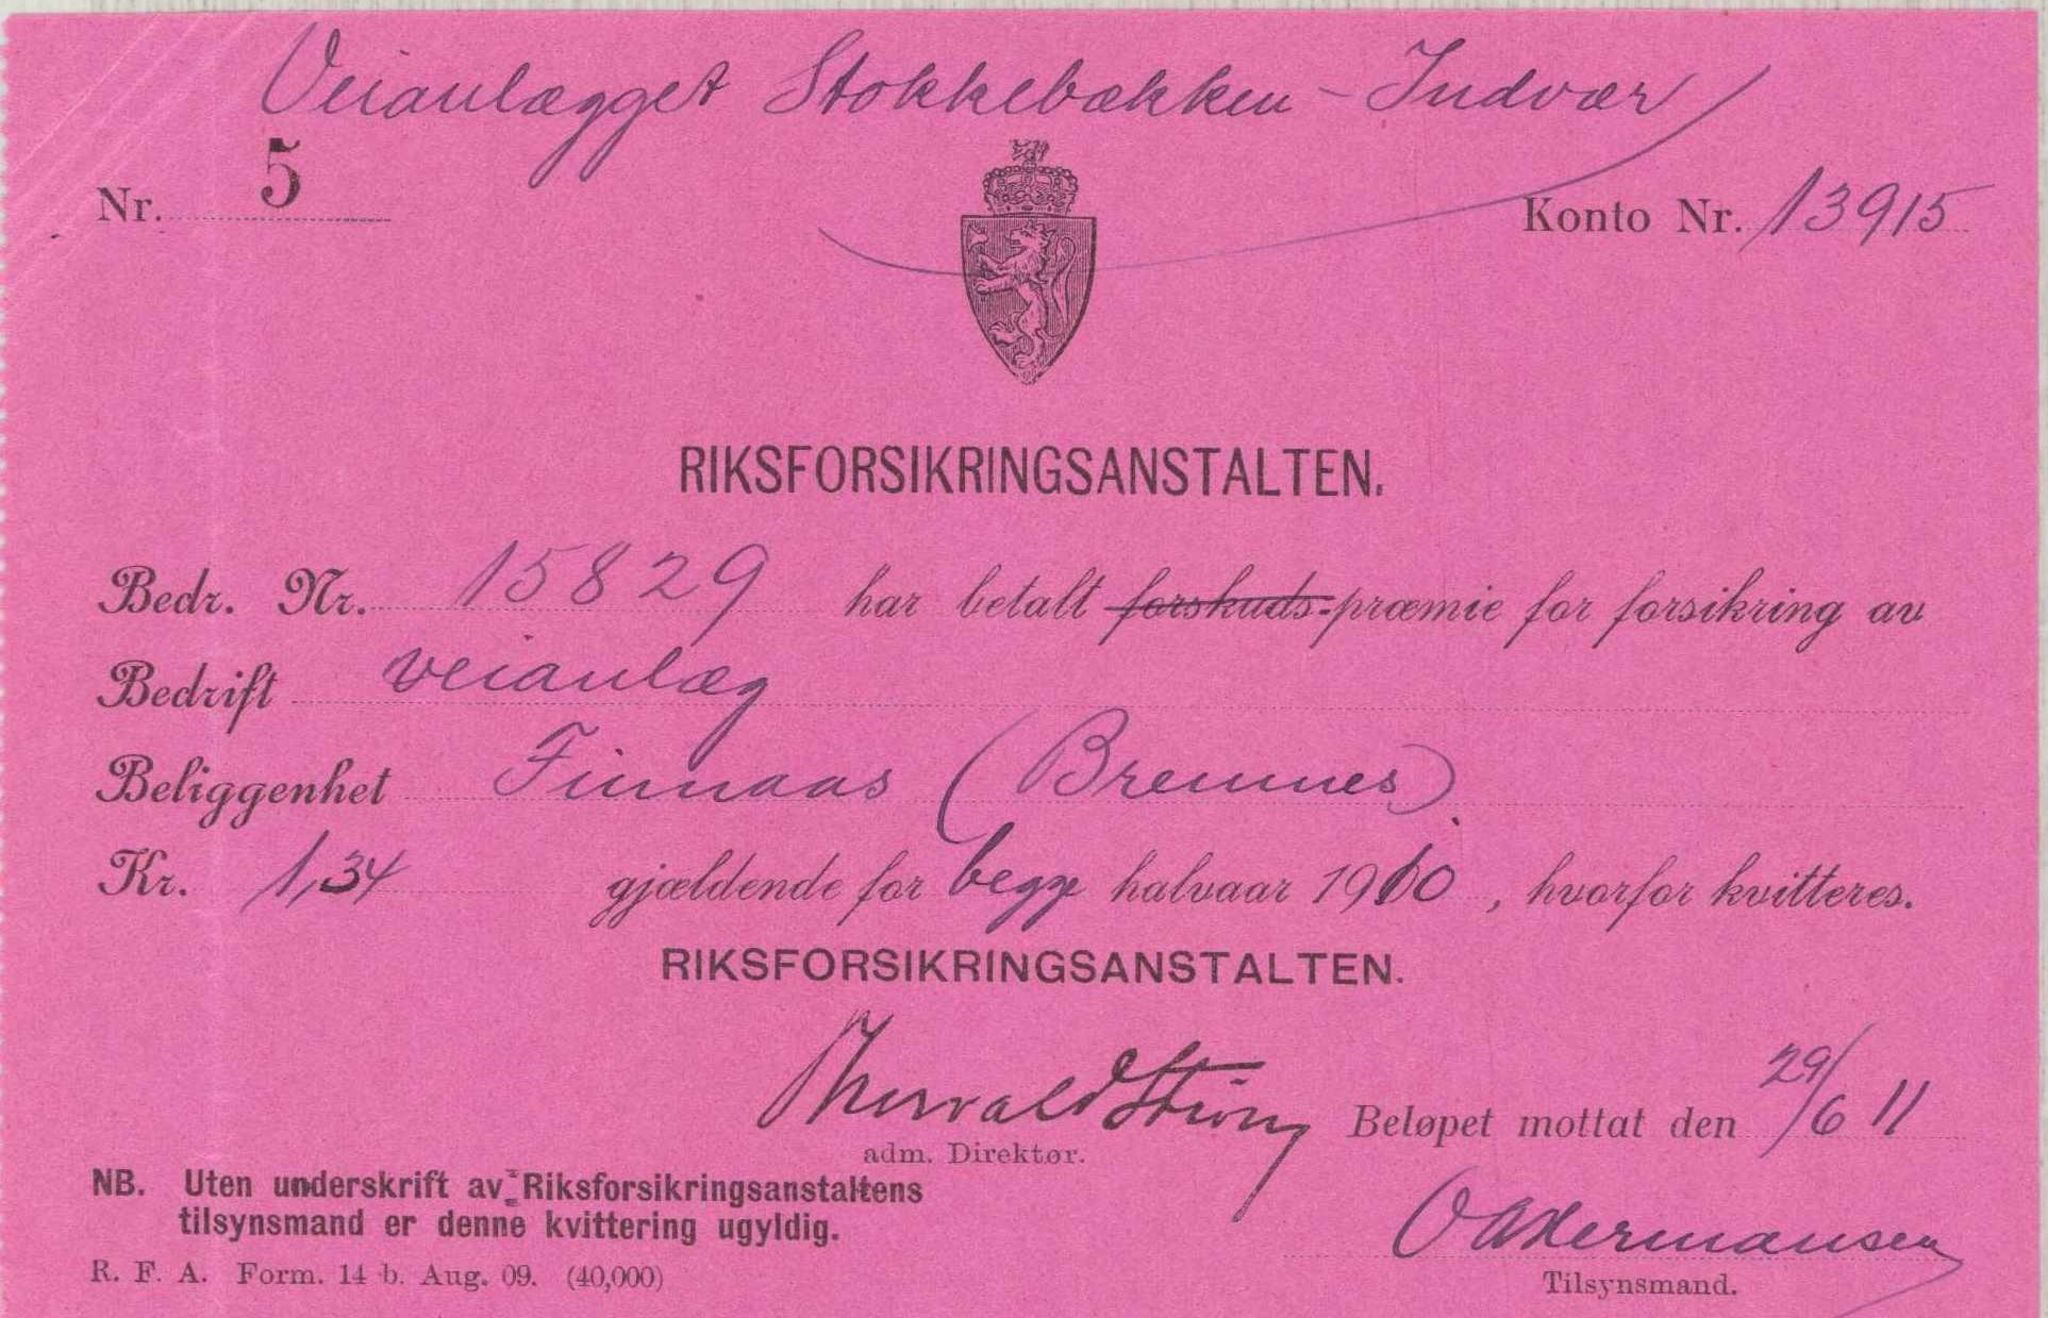 Veianlægget Stokkebækken - Indvær
Nr. 5
Konto Nr. 13915
RIKSFORSIKRINGSANSTALTEN.
Bedr. Nr. 15829 har betalt forskuds-præmie for forsikring av
Bedrift veianlæg
Beliggenhet Finnaas (Bremnes)
Kr. 1,34 gjældende for begge halvaar 1910, hvorfor kvitteres.
RIKSFORSIKRINGSANSTALTEN.
Beløpet mottat den 29/6 11
adm. Direktør.
NB. Uten underskrift av Riksforsikringsanstaltens
tilsynsmand er denne kvittering ugyldig.
Tilsynsmand.
R. F. A. Form. 14 b. Aug. 09. (40,000)